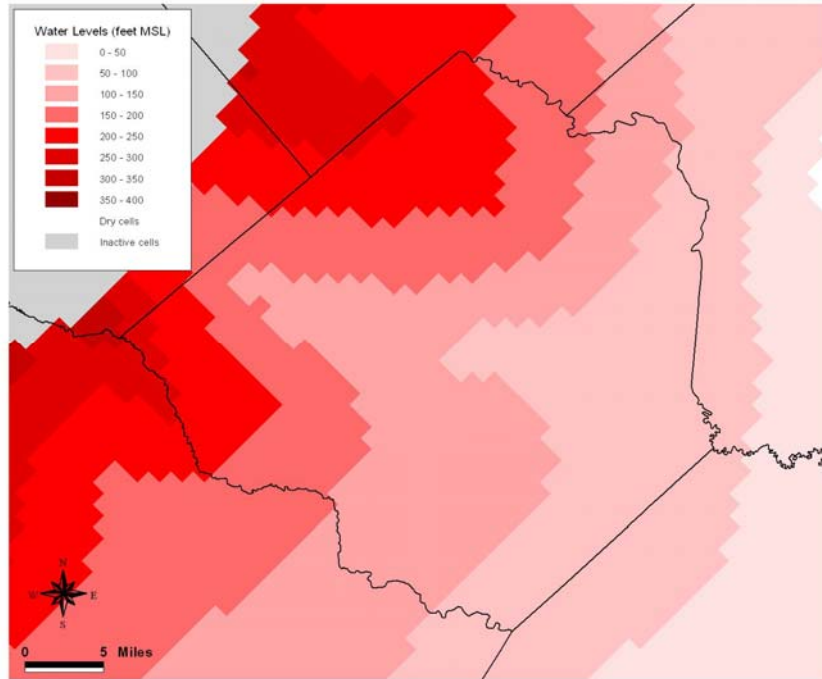 Water Levels (feet MSL)
0 - 50
50 - 100
100 - 150
150 - 200
200 - 250
250 - 300
300 - 350
350 - 400
Dry cells
Inactive cells
N
W E
S
0 5 Miles